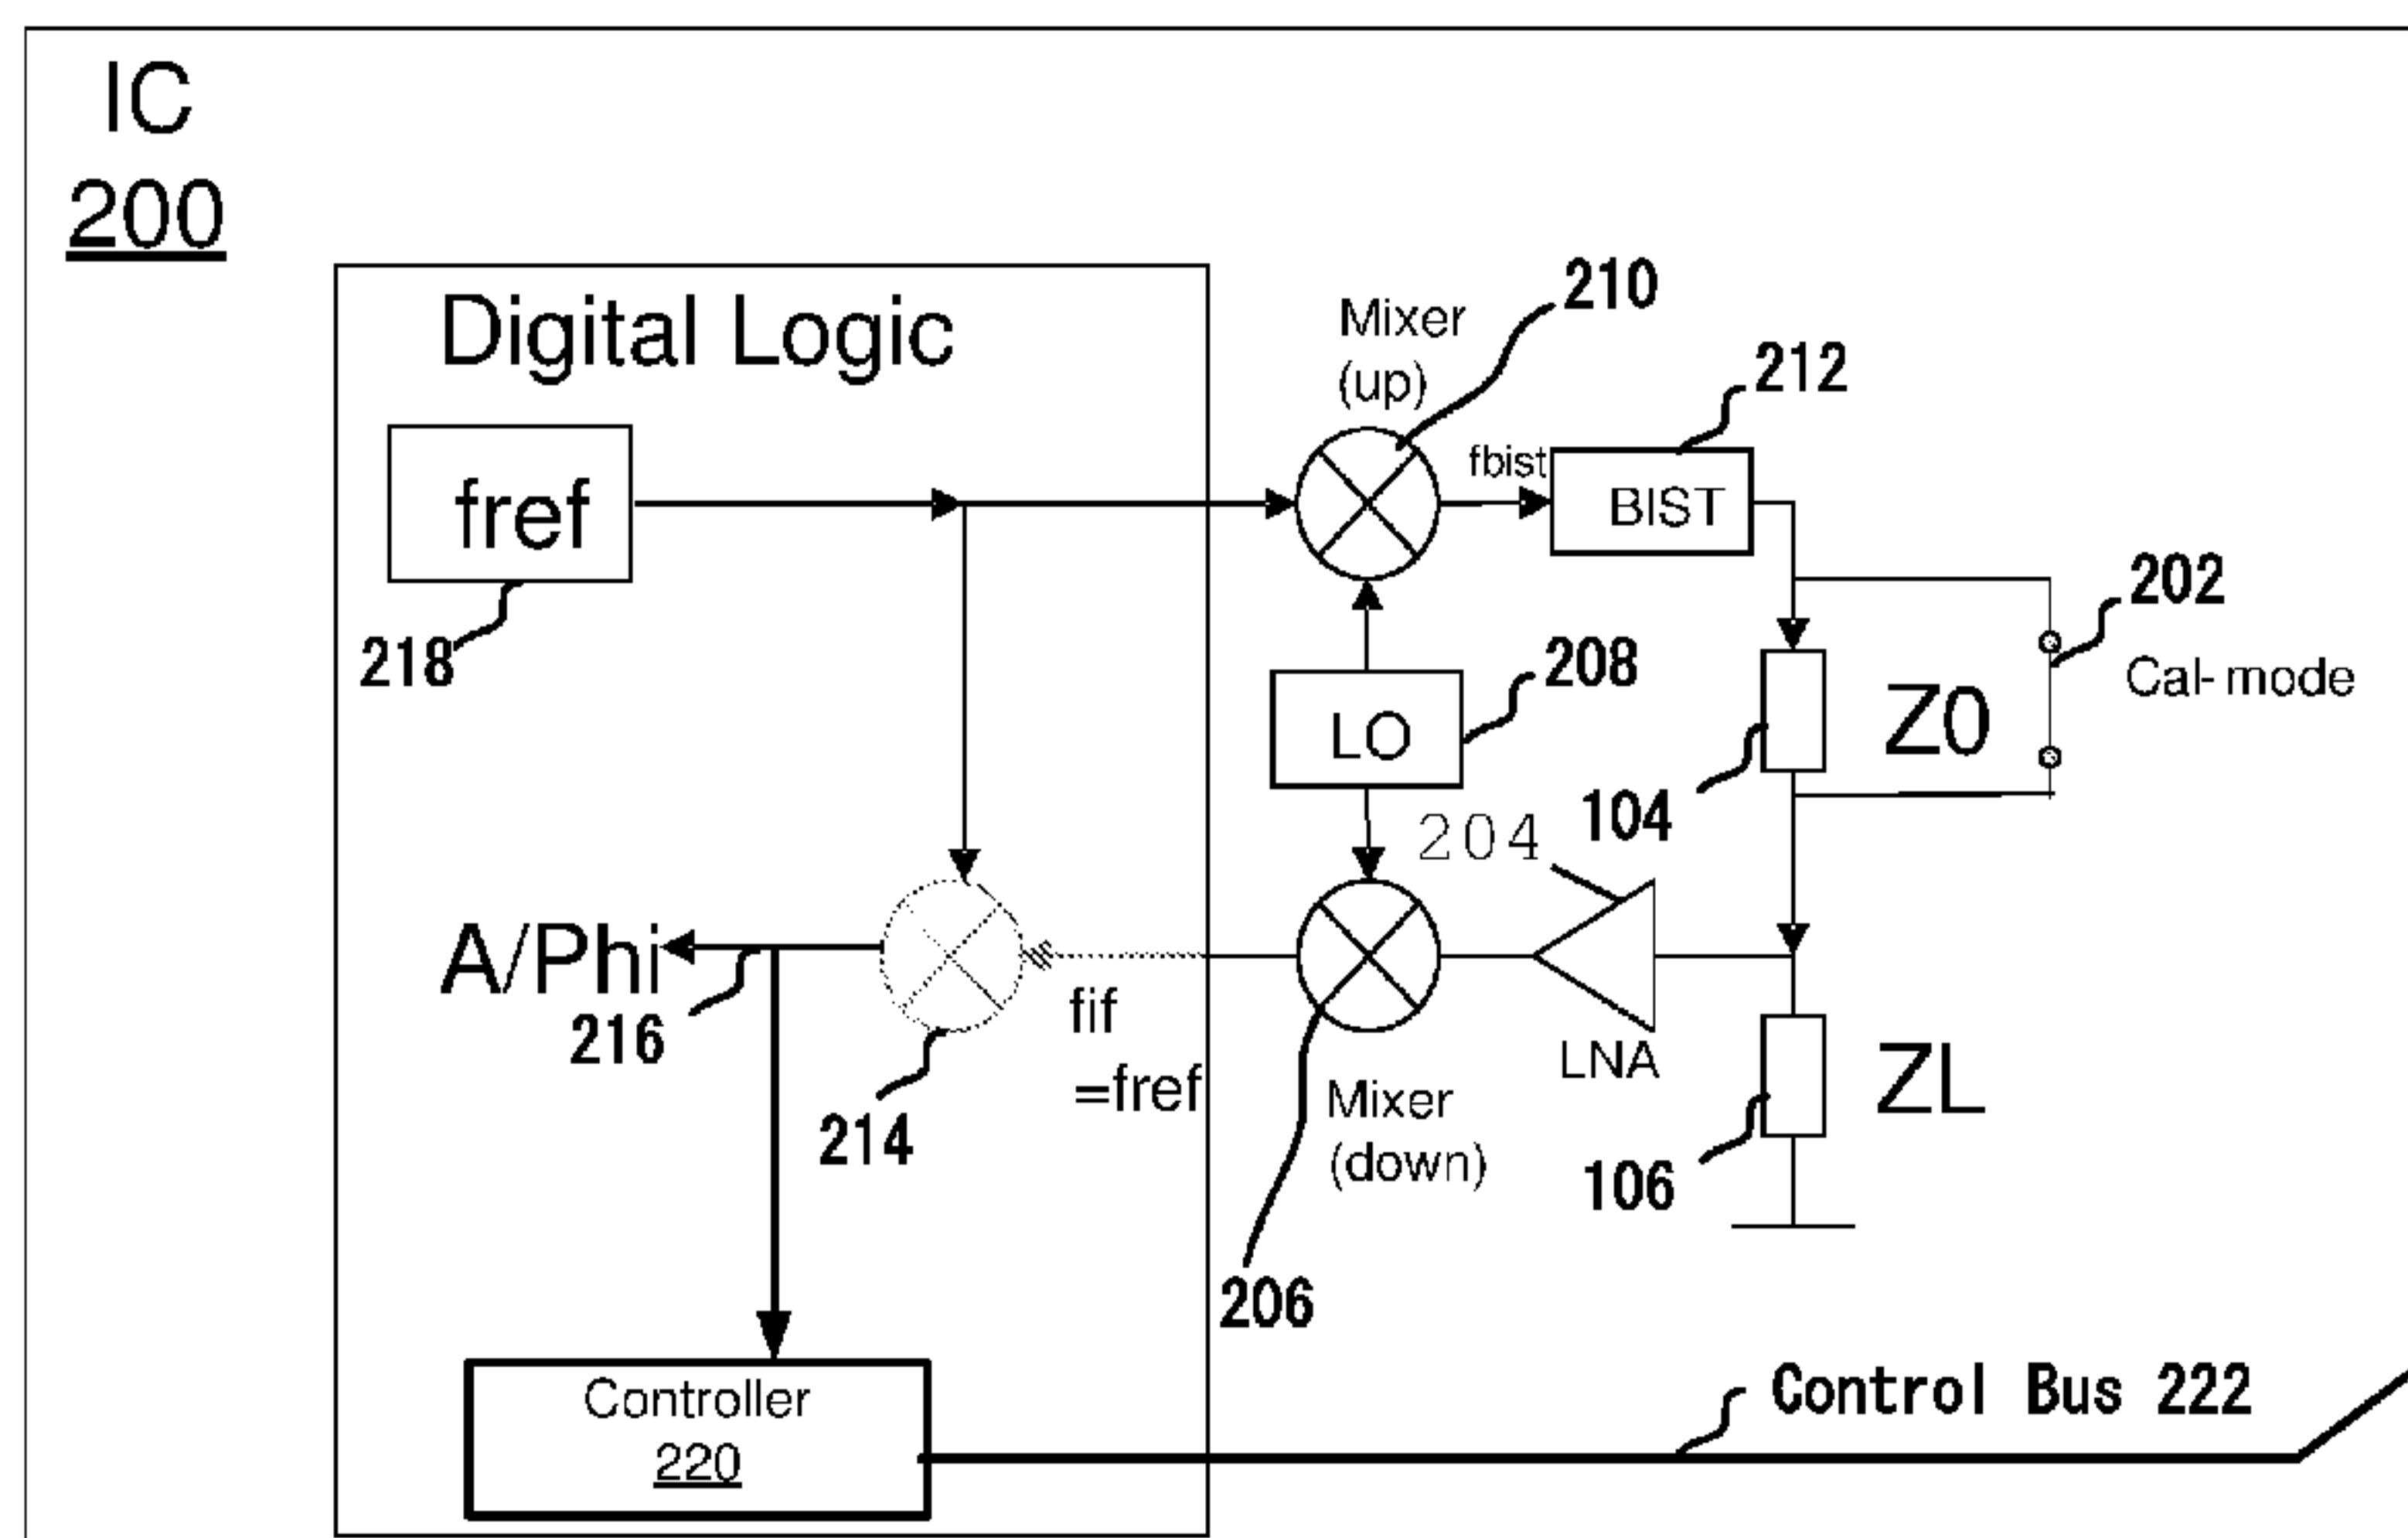 IC
200
Digital Logic
fref
218
Mixer
(up)
210
fbist
212
BIST
202
Cal-mode
208
LO
Z0
104
204
A/Phi
216
214
fif
=fref
LNA
Mixer
(down)
206
ZL
106
Controller
220
Control Bus 222